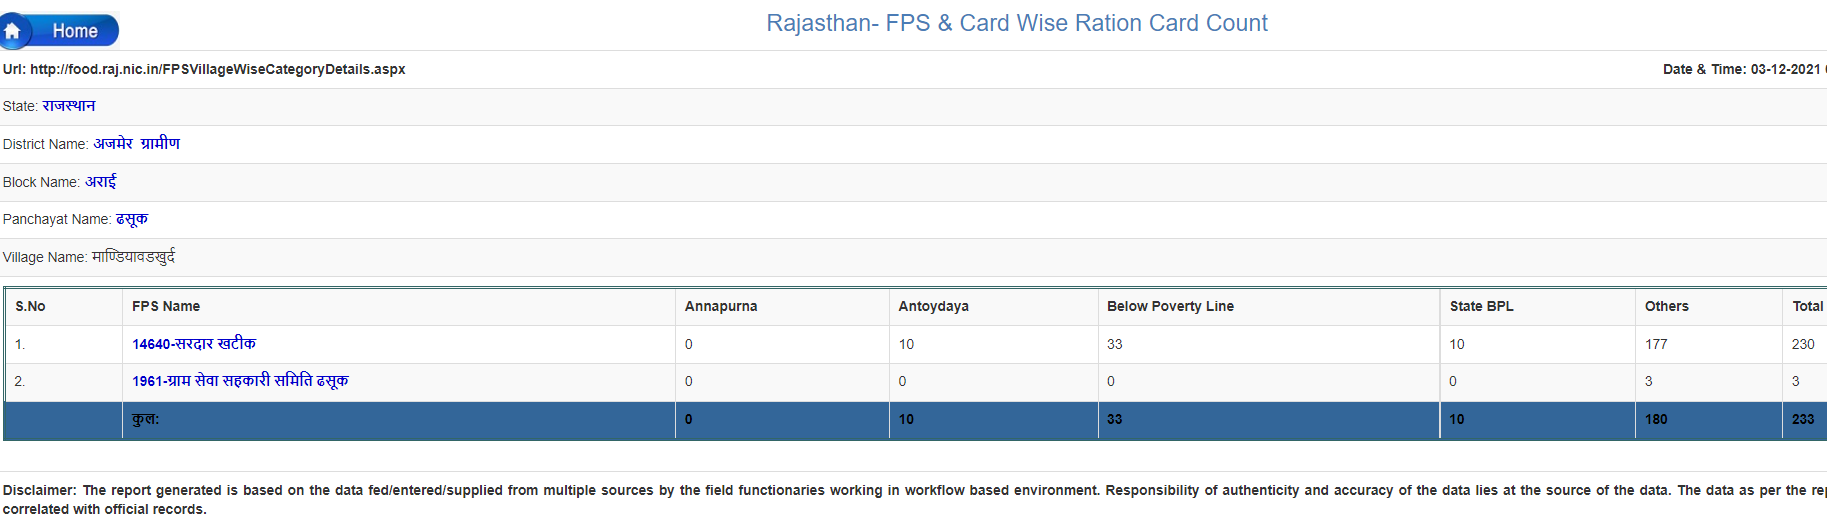 Home
Rajasthan- FPS & Card Wise Ration Card Count
Url: http://food.raj.nic.in/FPSVillageWiseCategoryDetails.aspx Date & Time: 03-12-2021
State: राजस्थान
District Name: अजमेर ग्रामीण
Block Name: अराई
Panchayat Name: ढसूक
Village Name: माण्डियावडखुर्द
S.No FPS Name Annapurna Antoydaya Below Poverty Line State BPL Others Total
1. 14640-सरदार खटीक 0 10 33 10 177 230
2. 1961-ग्राम सेवा सहकारी समिति ढसूक 0 0 0 0 3 3
कुल: 0 10 33 10 180 233
Disclaimer: The report generated is based on the data fed/entered/supplied from multiple sources by the field functionaries working in workflow based environment. Responsibility of authenticity and accuracy of the data lies at the source of the data. The data as per the
correlated with official records.